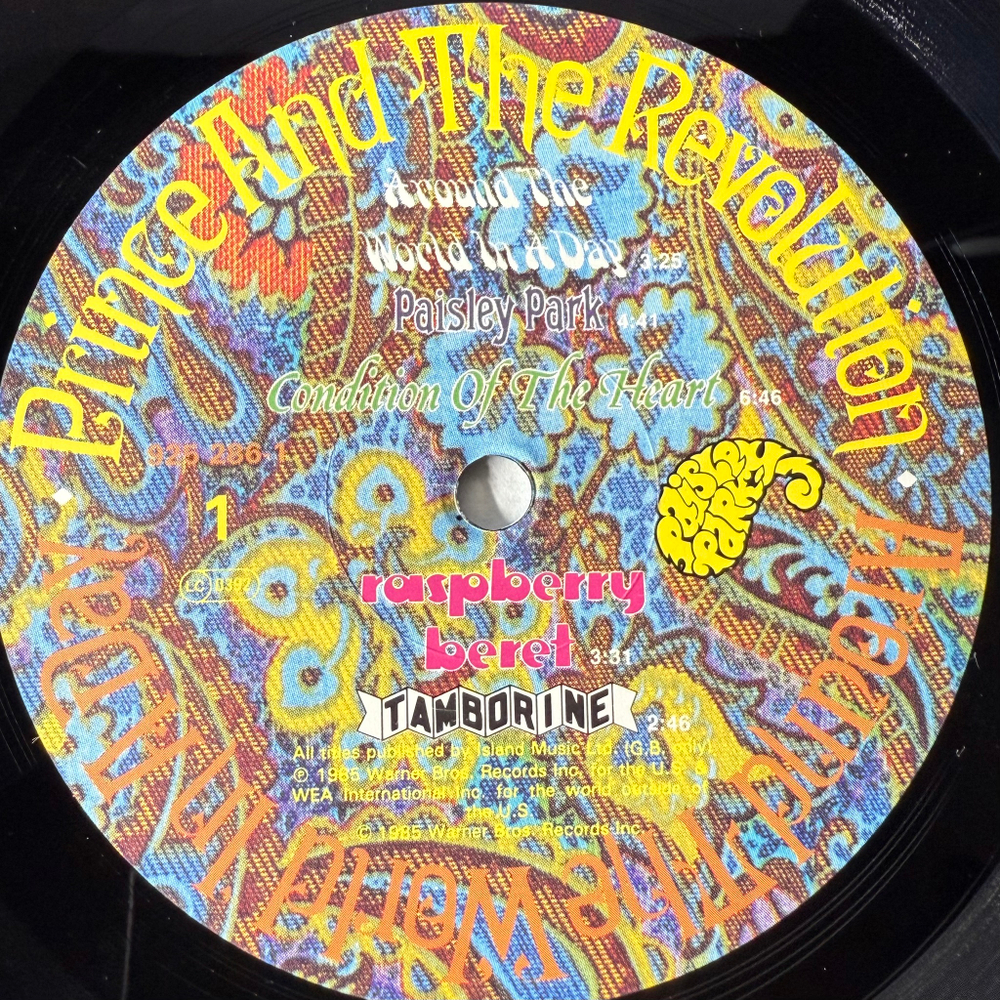 Prince And The Revolution
Around The
World In A Day 3:25
Paisley Park 4:41
Condition Of The Heart 6:46
925 286-1
1
PAISLEY
PARK
LC 0392
raspberry
beret 3:31
TAMBORINE 2:46
All titles published by Island Music Ltd. (G.B. only)
℗ 1985 Warner Bros. Records Inc. for the U.S. &
WEA International Inc. for the world outside of
the U.S.
© 1985 Warner Bros. Records Inc.
Around The World In A Day